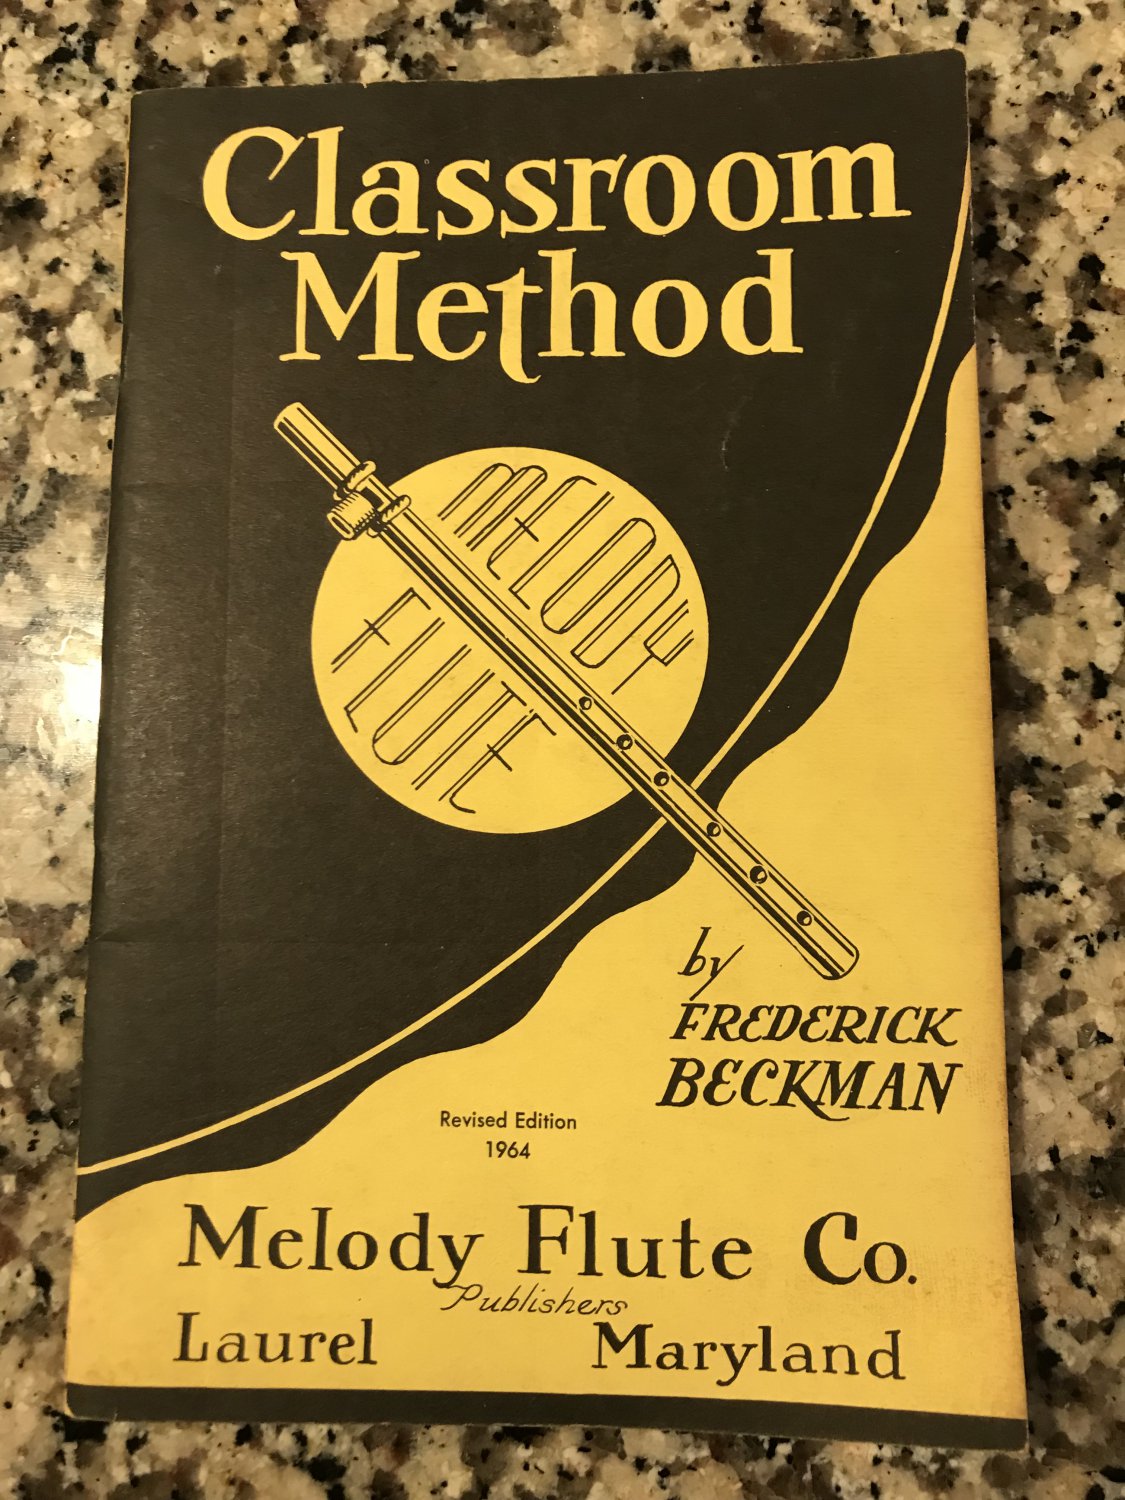 Classroom
Method
MELODY
FLUTE
by
FREDERICK
BECKMAN
Revised Edition
1964
Melody Flute Co.
Publishers
Laurel Maryland